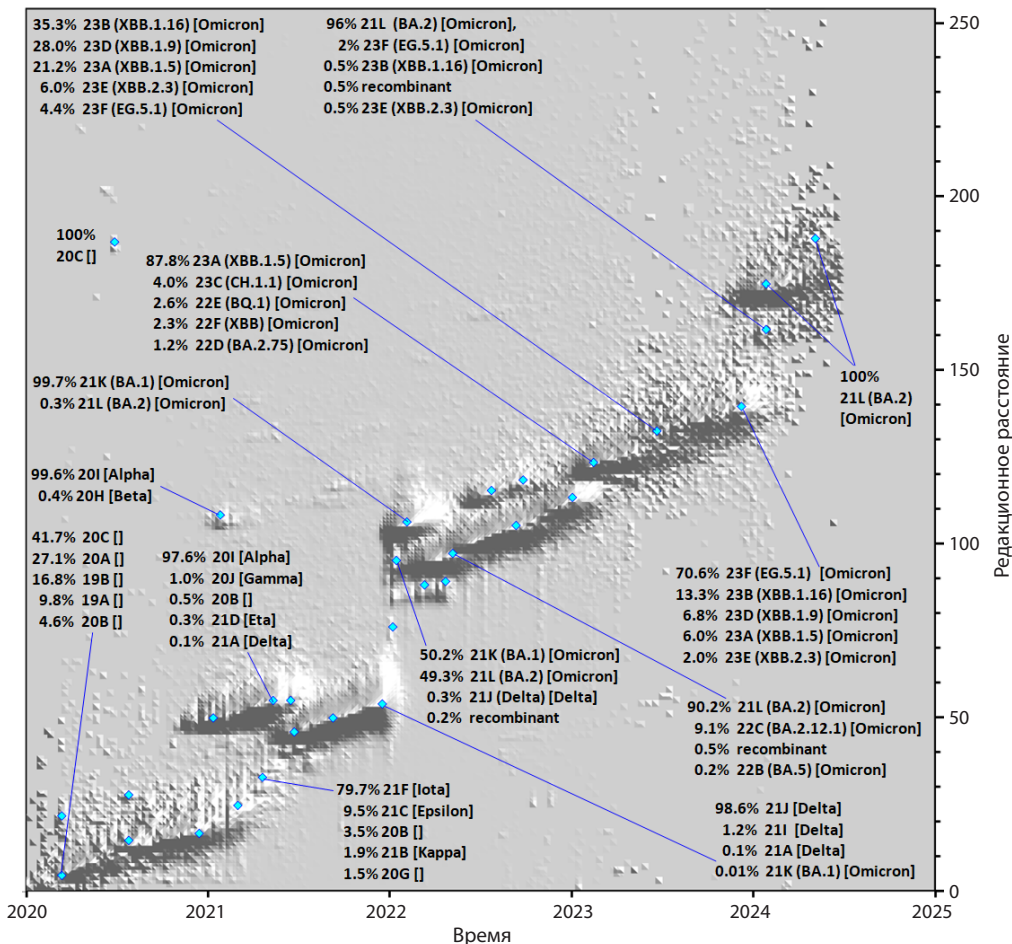 35.3% 23B (XBB.1.16) [Omicron]
28.0% 23D (XBB.1.9) [Omicron]
21.2% 23A (XBB.1.5) [Omicron]
6.0% 23E (XBB.2.3) [Omicron]
4.4% 23F (EG.5.1) [Omicron]
96% 21L (BA.2) [Omicron],
2% 23F (EG.5.1) [Omicron]
0.5% 23B (XBB.1.16) [Omicron]
0.5% recombinant
0.5% 23E (XBB.2.3) [Omicron]
100%
20C []
87.8% 23A (XBB.1.5) [Omicron]
4.0% 23C (CH.1.1) [Omicron]
2.6% 22E (BQ.1) [Omicron]
2.3% 22F (XBB) [Omicron]
1.2% 22D (BA.2.75) [Omicron]
99.7% 21K (BA.1) [Omicron]
0.3% 21L (BA.2) [Omicron]
100%
21L (BA.2)
[Omicron]
99.6% 20I [Alpha]
0.4% 20H [Beta]
41.7% 20C []
27.1% 20A []
16.8% 19B []
9.8% 19A []
4.6% 20B []
97.6% 20I [Alpha]
1.0% 20J [Gamma]
0.5% 20B []
0.3% 21D [Eta]
0.1% 21A [Delta]
70.6% 23F (EG.5.1) [Omicron]
13.3% 23B (XBB.1.16) [Omicron]
6.8% 23D (XBB.1.9) [Omicron]
6.0% 23A (XBB.1.5) [Omicron]
2.0% 23E (XBB.2.3) [Omicron]
50.2% 21K (BA.1) [Omicron]
49.3% 21L (BA.2) [Omicron]
0.3% 21J (Delta) [Delta]
0.2% recombinant
90.2% 21L (BA.2) [Omicron]
9.1% 22C (BA.2.12.1) [Omicron]
0.5% recombinant
0.2% 22B (BA.5) [Omicron]
79.7% 21F [Iota]
9.5% 21C [Epsilon]
3.5% 20B []
1.9% 21B [Kappa]
1.5% 20G []
98.6% 21J [Delta]
1.2% 21I [Delta]
0.1% 21A [Delta]
0.01% 21K (BA.1) [Omicron]
250
200
150
100
50
0
Редакционное расстояние
2020 2021 2022 2023 2024 2025
Время